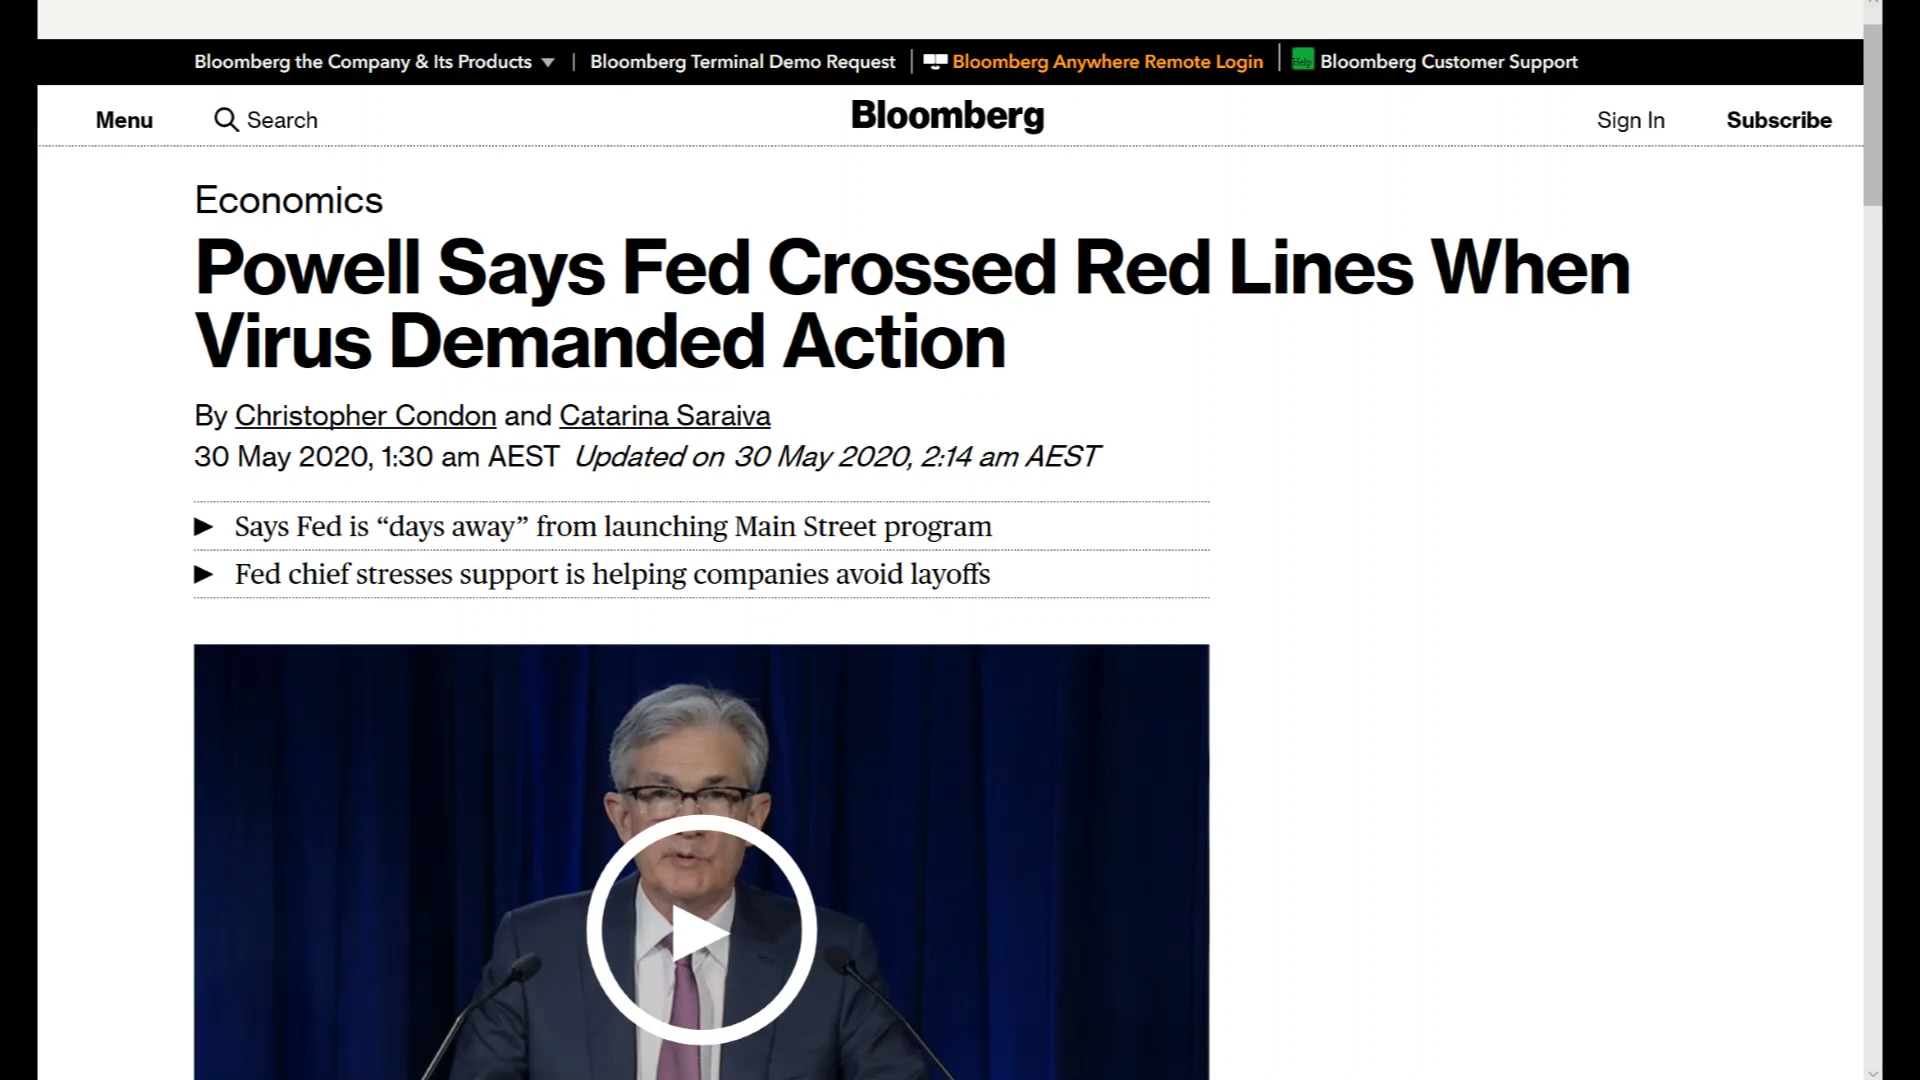 Bloomberg the Company & Its Products ▼ | Bloomberg Terminal Demo Request | Bloomberg Anywhere Remote Login | Help Bloomberg Customer Support
Menu Search Bloomberg Sign In Subscribe
Economics
Powell Says Fed Crossed Red Lines When
Virus Demanded Action
By Christopher Condon and Catarina Saraiva
30 May 2020, 1:30 am AEST Updated on 30 May 2020, 2:14 am AEST
Says Fed is “days away” from launching Main Street program
Fed chief stresses support is helping companies avoid layoffs